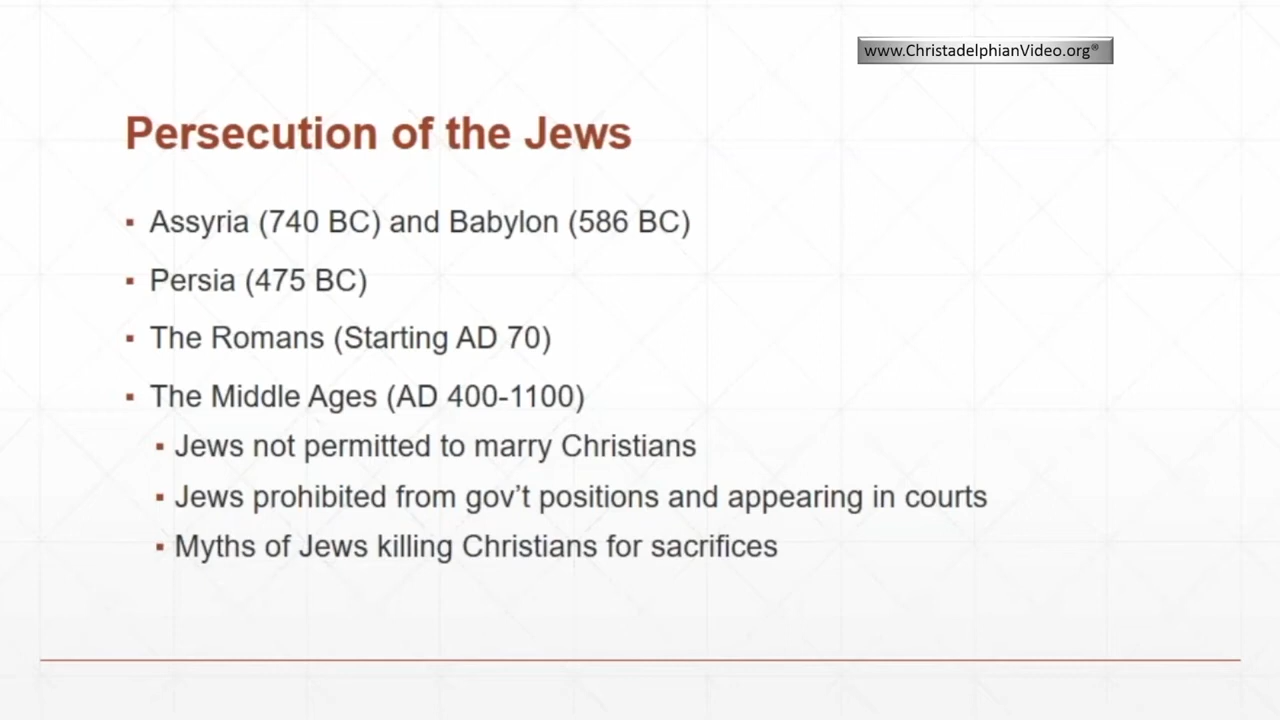 www.ChristadelphianVideo.org®
Persecution of the Jews
▪ Assyria (740 BC) and Babylon (586 BC)
▪ Persia (475 BC)
▪ The Romans (Starting AD 70)
▪ The Middle Ages (AD 400-1100)
▪ Jews not permitted to marry Christians
▪ Jews prohibited from gov’t positions and appearing in courts
▪ Myths of Jews killing Christians for sacrifices